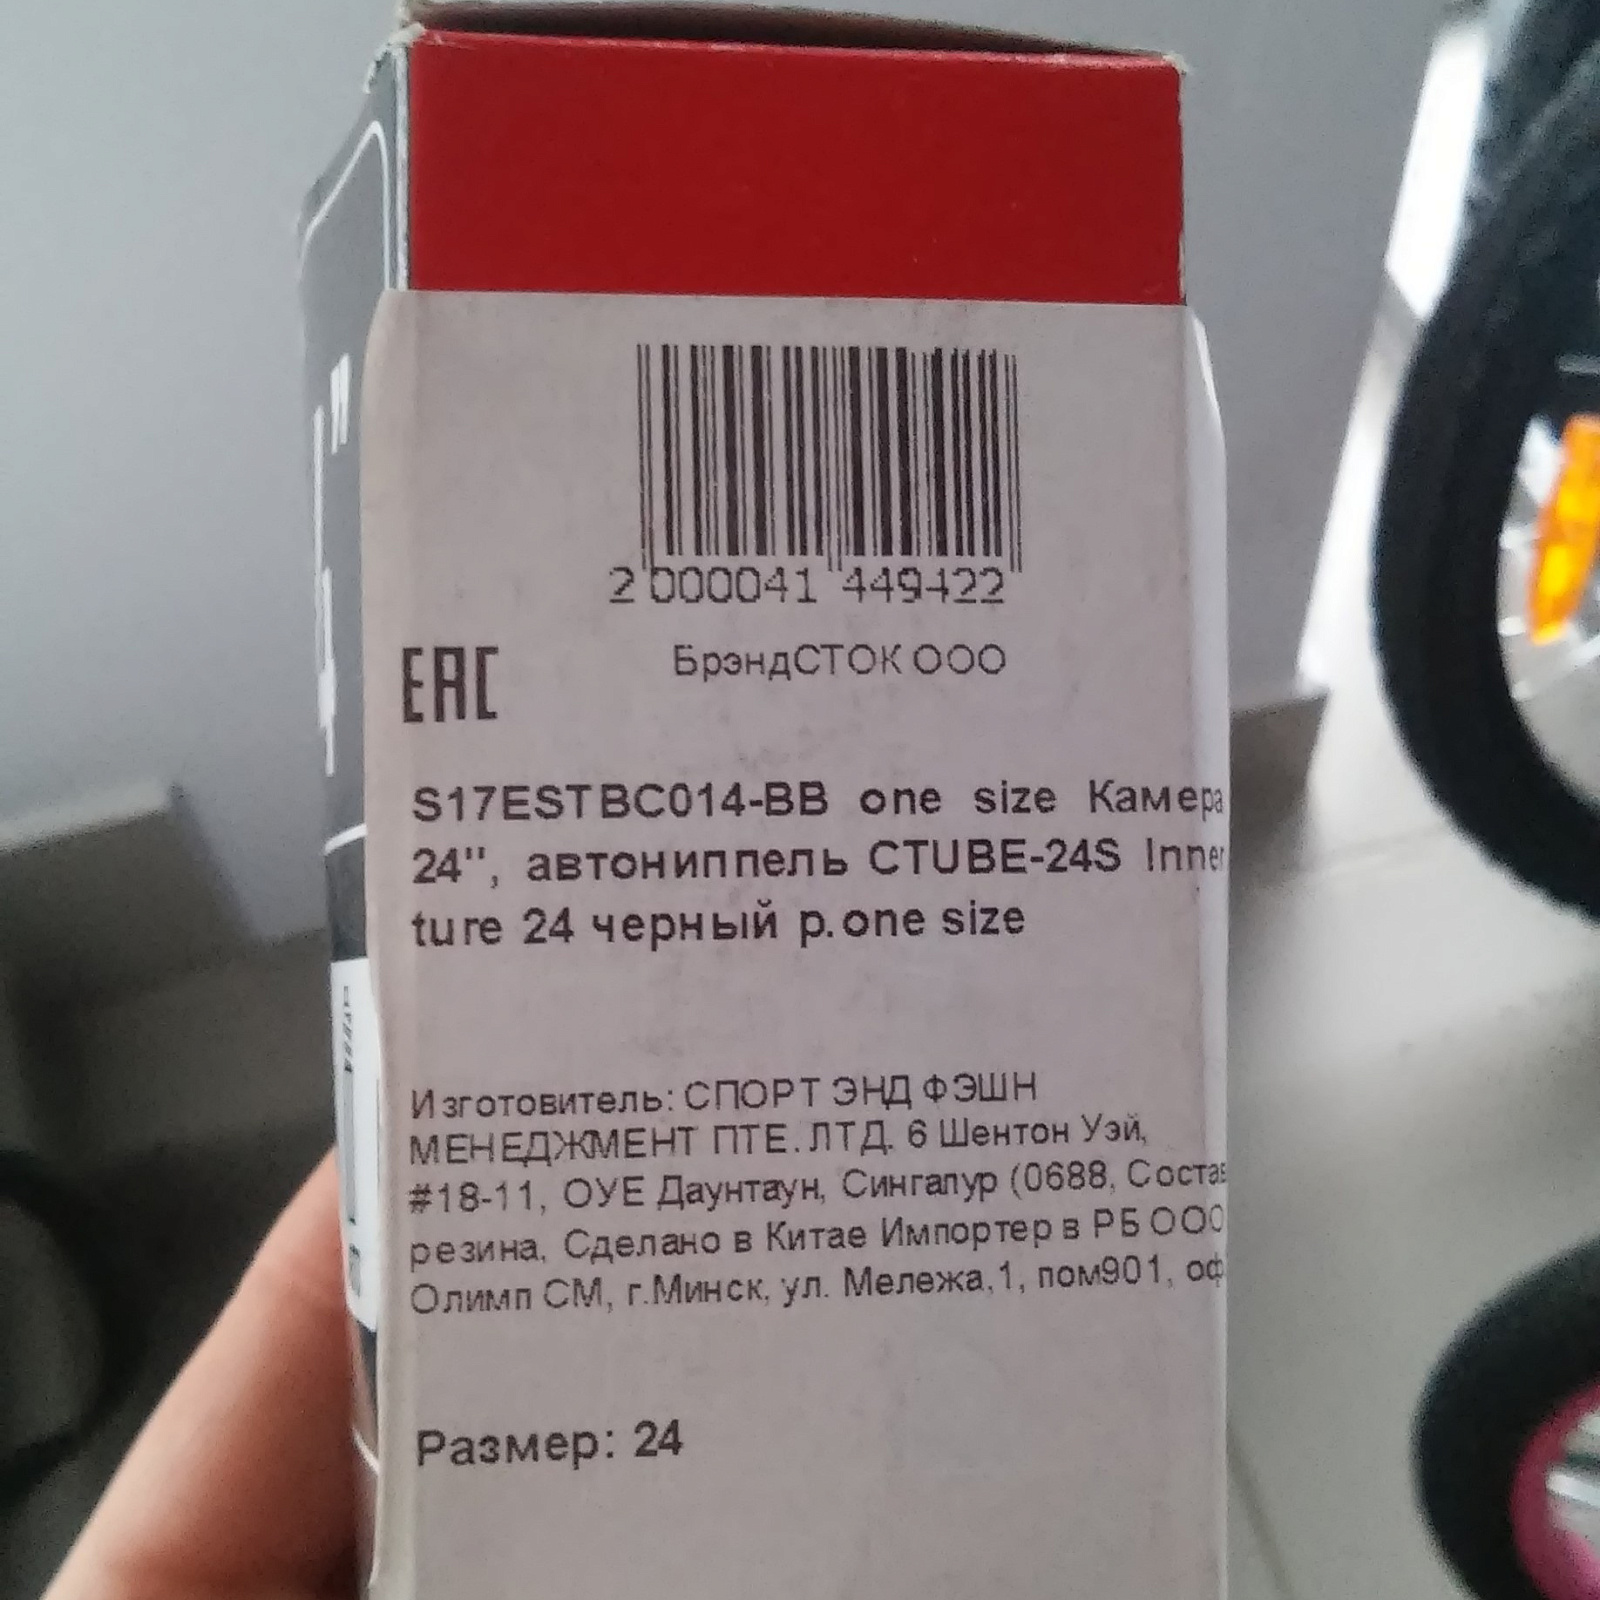 2 000041 449422
EAC
БрэндСТОК ООО
S17ESTBC014-BB one size Камера
24", автониппель CTUBE-24S Inner
ture 24 черный р.one size
Изготовитель: СПОРТ ЭНД ФЭШН
МЕНЕДЖМЕНТ ПТЕ.ЛТД. 6 Шентон Уэй,
#18-11, ОУЕ Даунтаун, Сингапур (0688, Состав
резина, Сделано в Китае Импортер в РБ ООО
Олимп СМ, г.Минск, ул. Мележа,1, пом901, оф
Размер: 24